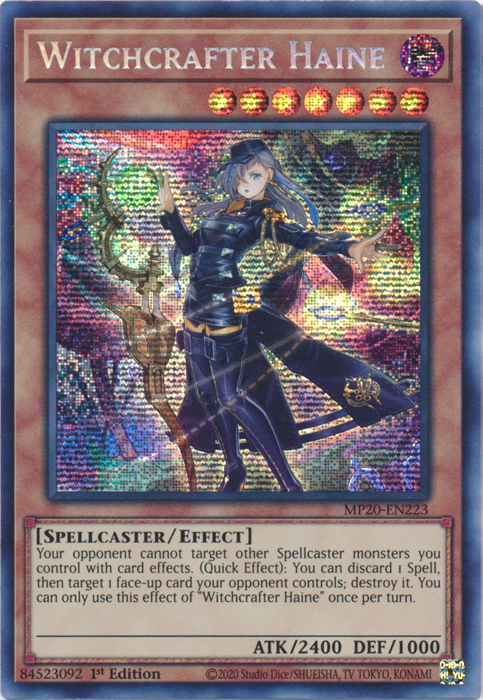 WITCHCRAFTER HAINE
MP20-EN223
[SPELLCASTER/EFFECT]
Your opponent cannot target other Spellcaster monsters you
control with card effects. (Quick Effect): You can discard 1 Spell,
then target 1 face-up card your opponent controls; destroy it. You
can only use this effect of "Witchcrafter Haine" once per turn.
ATK/2400 DEF/1000
84523092 1st Edition ©2020 Studio Dice/SHUEISHA, TV TOKYO, KONAMI